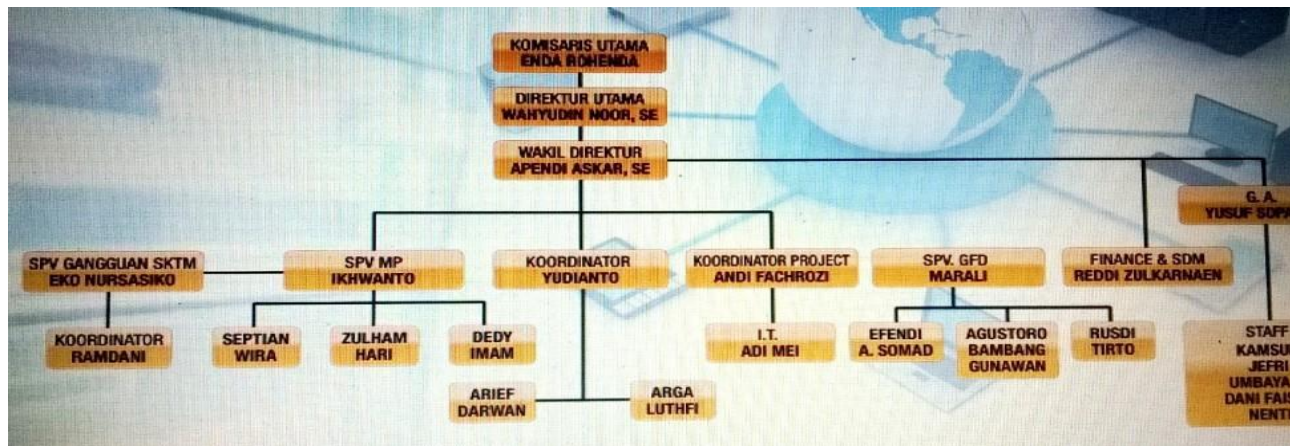 KOMISARIS UTAMA
ENDA ROHENDA
DIREKTUR UTAMA
WAHYUDIN NOOR, SE
WAKIL DIREKTUR
APENDI ASKAR, SE
G. A.
YUSUF
SPV GANGGUAN SKTM
EKO NURSASIKO
SPV MP
IKHWANTO
KOORDINATOR
YUDIANTO
KOORDINATOR PROJECT
ANDI FACHROZI
SPV. GFD
MARALI
FINANCE & SDM
REDDI ZULKARNAEN
KOORDINATOR
RAMDANI
SEPTIAN
WIRA
ZULHAM
HARI
DEDY
IMAM
I.T.
ADI MEI
EFENDI
A. SOMAD
AGUSTORO
BAMBANG
GUNAWAN
RUSDI
TIRTO
STAFF
JEFRI
DANI
ARIEF
DARWAN
ARGA
LUTHFI